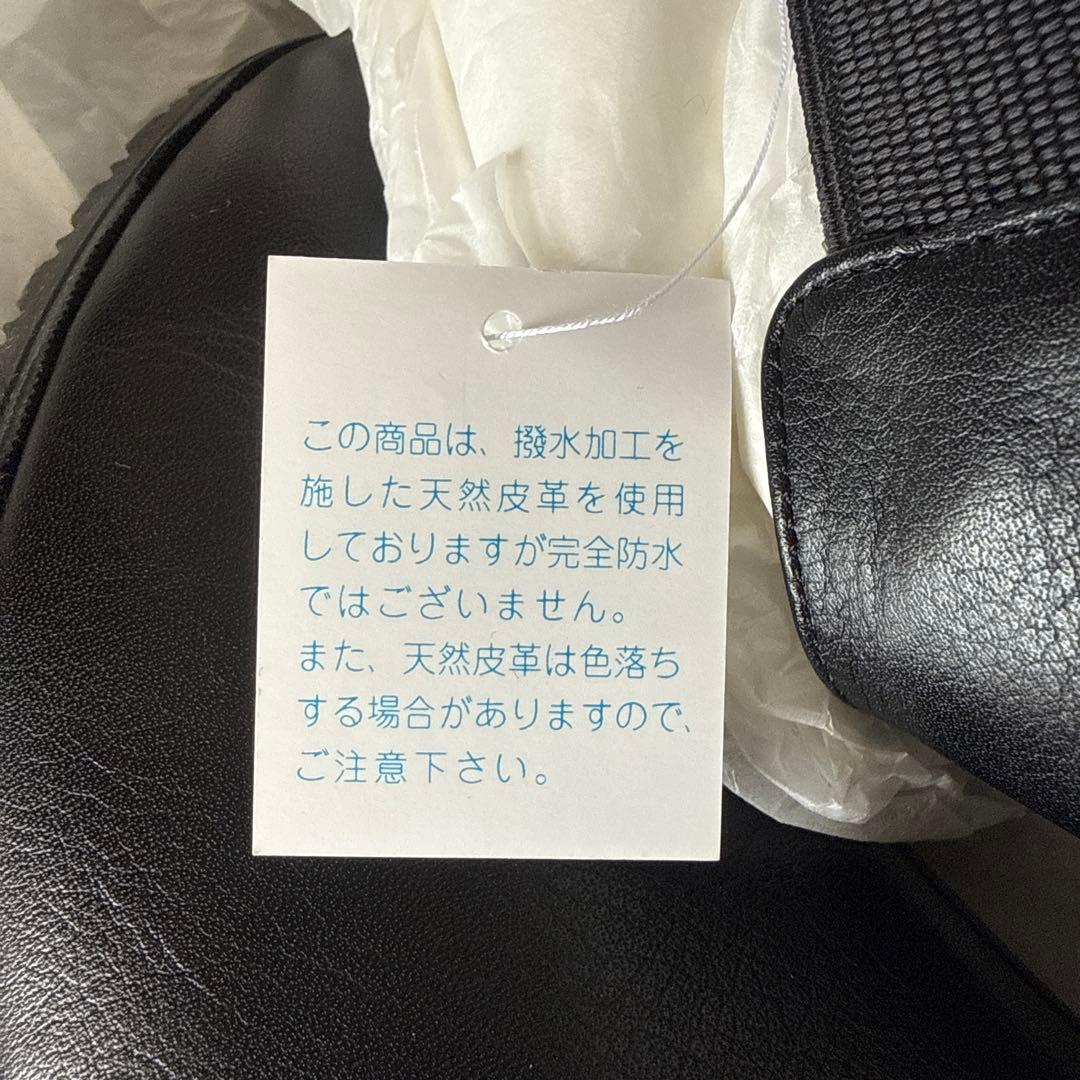 この商品は、撥水加工を
施した天然皮革を使用
しておりますが完全防水
ではございません。
また、天然皮革は色落ち
する場合がありますので、
ご注意下さい。